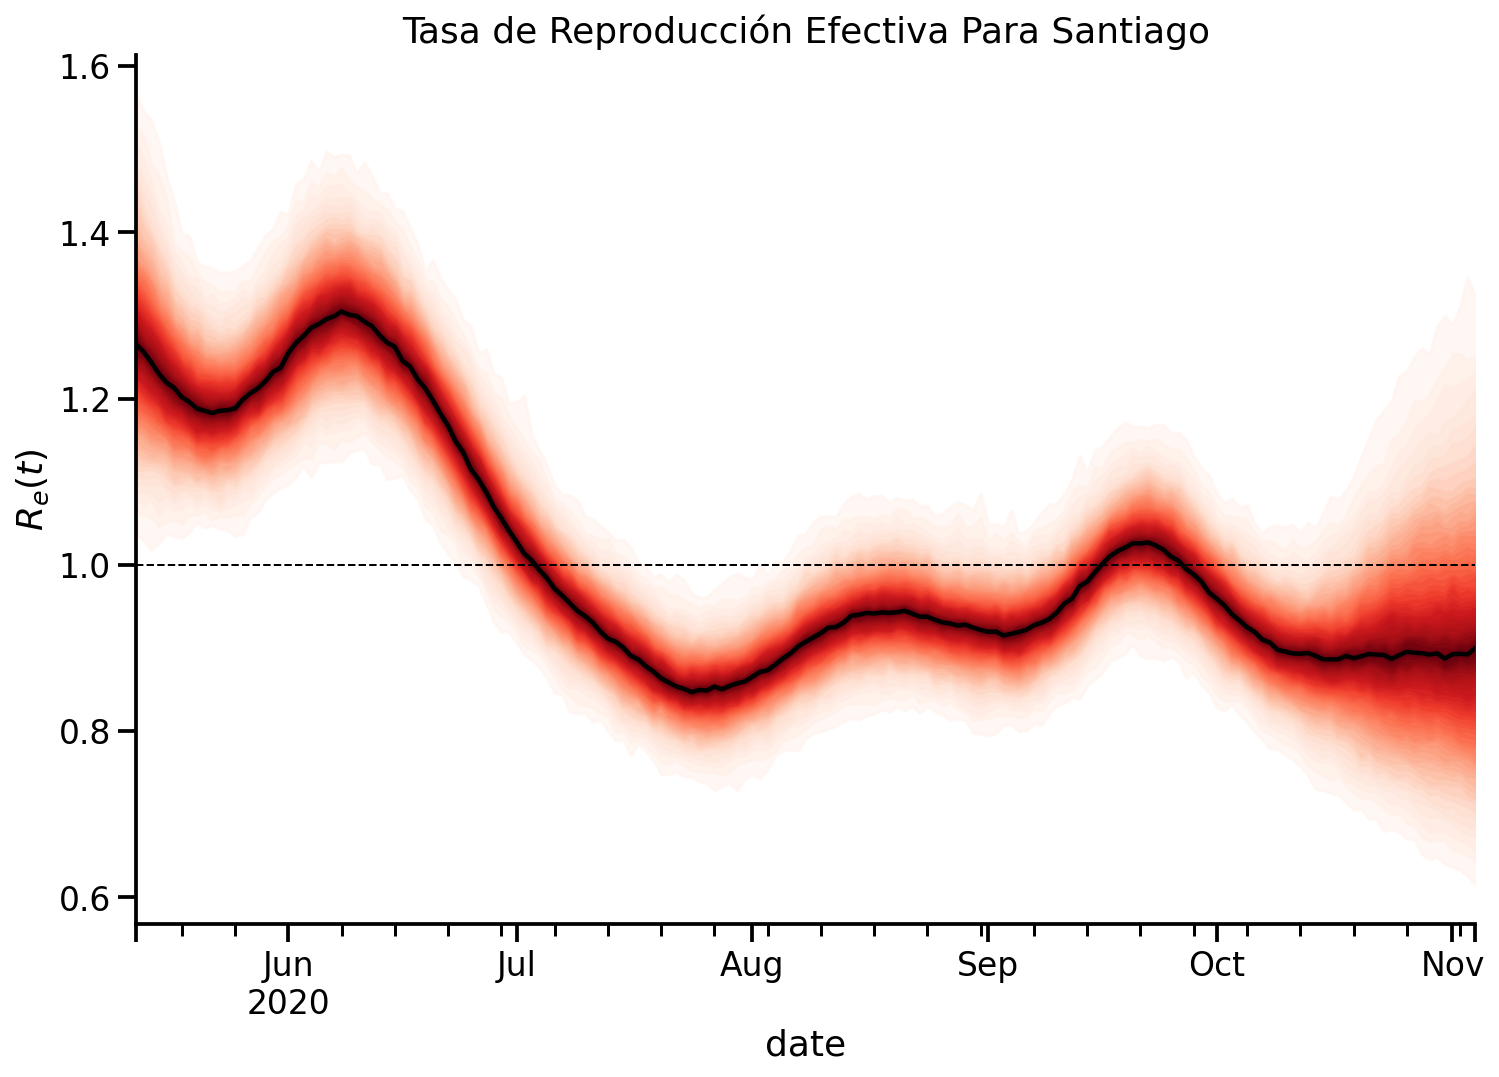 Tasa de Reproducción Efectiva Para Santiago
1.6
1.4
1.2
1.0
0.8
0.6
R_e(t)
Jun Jul Aug Sep Oct Nov
2020
date